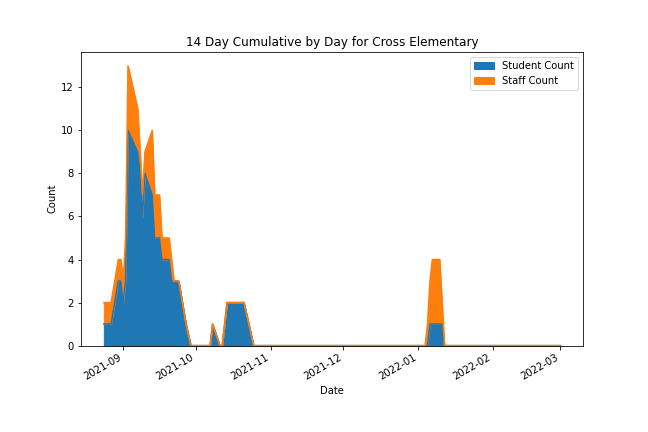 14 Day Cumulative by Day for Cross Elementary
Student Count
Staff Count
12
10
8
6
4
2
0
Count
2021-09
2021-10
2021-11
2021-12
2022-01
2022-02
2022-03
Date